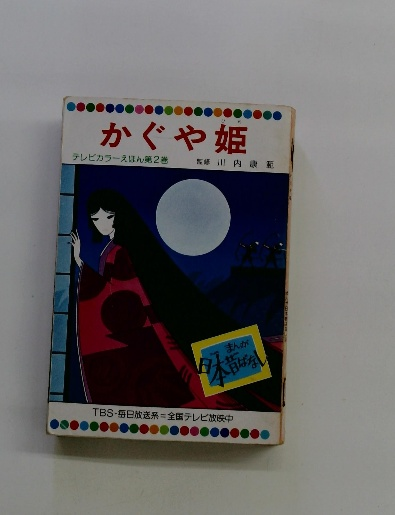 ひめ
かぐや姫
テレビカラーえほん第2巻 監修 川内康範
まんが
日本昔ばなし
TBS・毎日放送系=全国テレビ放映中